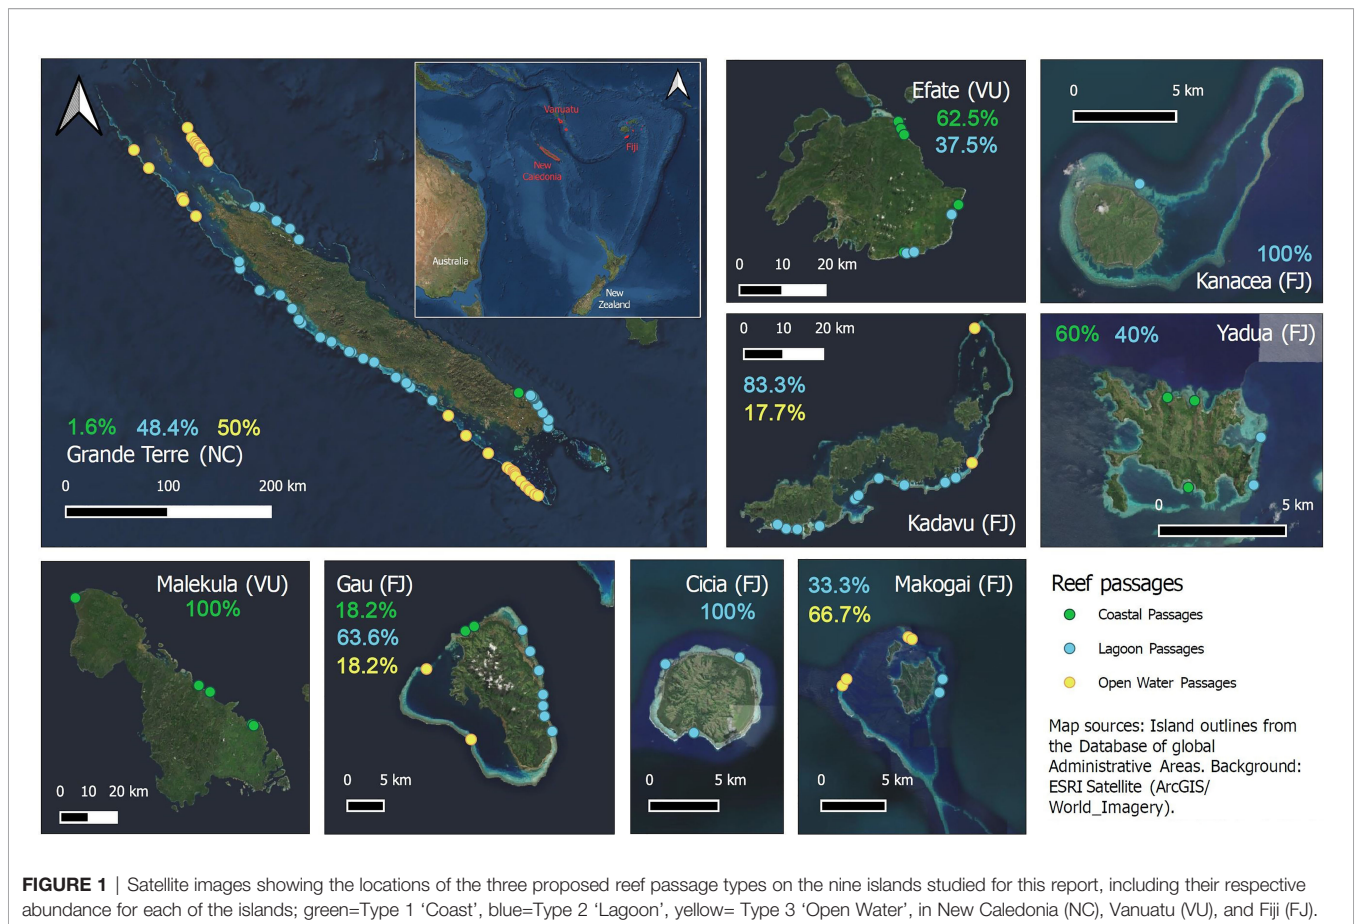 Vanuatu
Fiji
New
Caledonia
Australia
New
Zealand
1.6% 48.4% 50%
Grande Terre (NC)
0 100 200 km
Efate (VU)
62.5%
37.5%
0 10 20 km
0 5 km
100%
Kanacea (FJ)
0 10 20 km
83.3%
17.7%
Kadavu (FJ)
60% 40% Yadua (FJ)
0 5 km
Malekula (VU)
100%
0 10 20 km
Gau (FJ)
18.2%
63.6%
18.2%
0 5 km
Cicia (FJ)
100%
0 5 km
33.3% Makogai (FJ)
66.7%
0 5 km
Reef passages
Coastal Passages
Lagoon Passages
Open Water Passages
Map sources: Island outlines from
the Database of global
Administrative Areas. Background:
ESRI Satellite (ArcGIS/
World_Imagery).
FIGURE 1 | Satellite images showing the locations of the three proposed reef passage types on the nine islands studied for this report, including their respective
abundance for each of the islands; green=Type 1 ‘Coast’, blue=Type 2 ‘Lagoon’, yellow= Type 3 ‘Open Water’, in New Caledonia (NC), Vanuatu (VU), and Fiji (FJ).